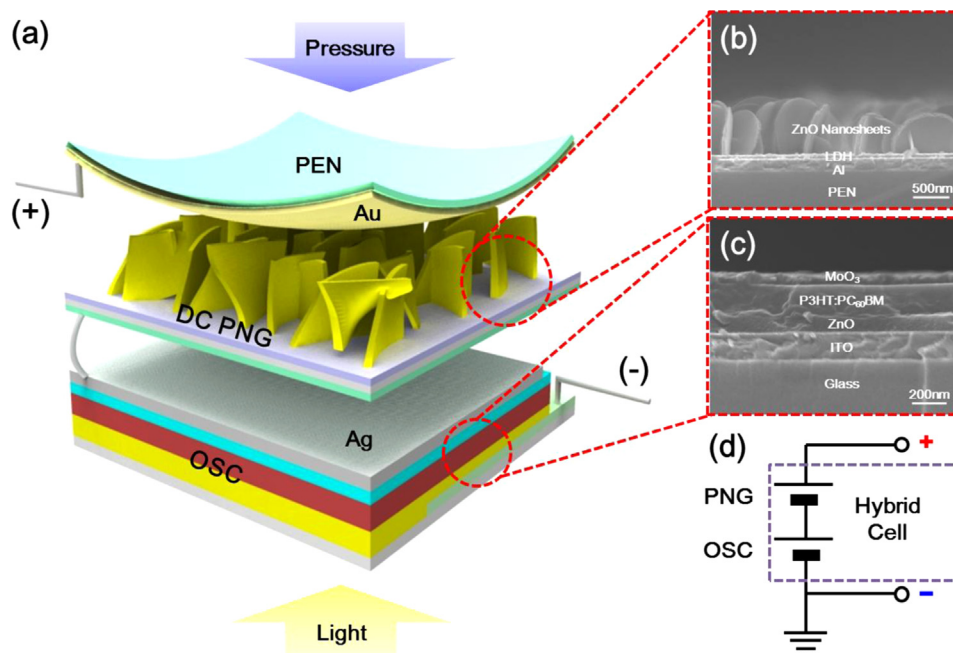 (a)
Pressure
PEN
Au
(+)
DC PNG
(-)
Ag
OSC
Light
(b)
ZnO Nanosheets
LDH
Al
PEN
500nm
(c)
MoO₃
P3HT:PC₆₀BM
ZnO
ITO
Glass
200nm
(d)
+
PNG
Hybrid
Cell
OSC
-